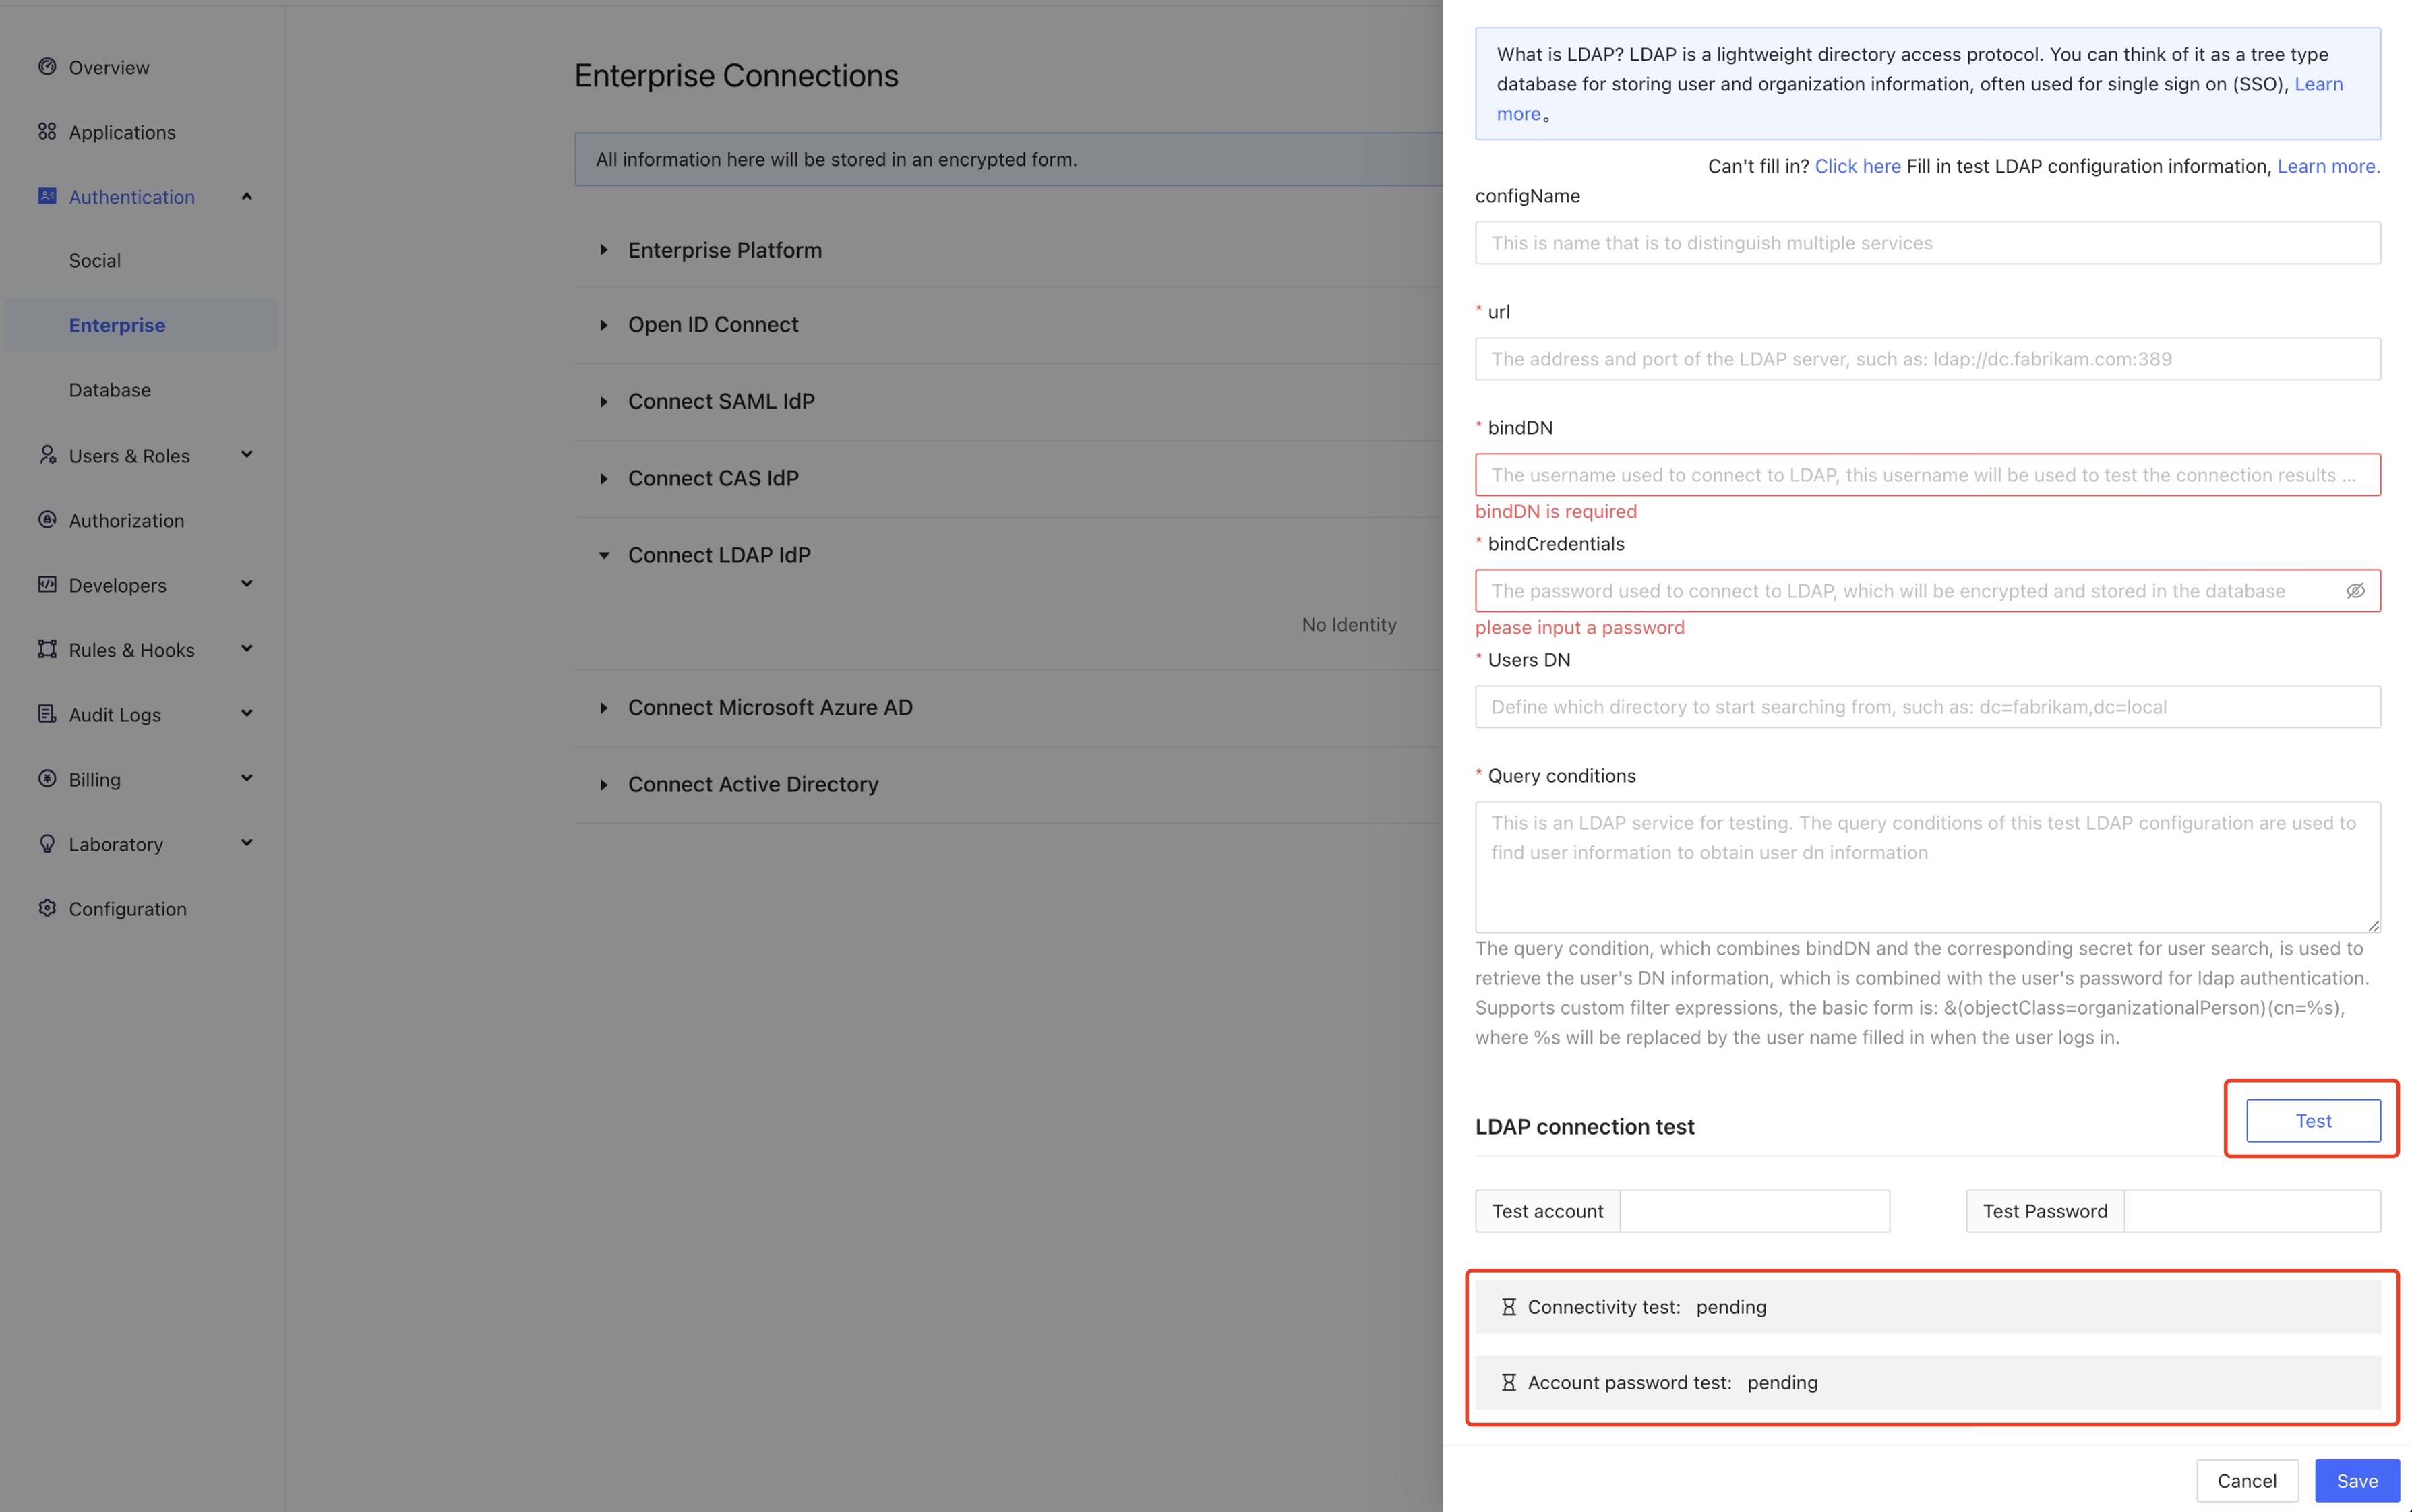 Overview
Applications
Authentication
Social
Enterprise
Database
Users & Roles
Authorization
Developers
Rules & Hooks
Audit Logs
Billing
Laboratory
Configuration
Enterprise Connections
All information here will be stored in an encrypted form.
Enterprise Platform
Open ID Connect
Connect SAML IdP
Connect CAS IdP
Connect LDAP IdP
No Identity
Connect Microsoft Azure AD
Connect Active Directory
What is LDAP? LDAP is a lightweight directory access protocol. You can think of it as a tree type
database for storing user and organization information, often used for single sign on (SSO), Learn
more。
Can't fill in? Click here Fill in test LDAP configuration information, Learn more.
configName
This is name that is to distinguish multiple services
* url
The address and port of the LDAP server, such as: ldap://dc.fabrikam.com:389
* bindDN
The username used to connect to LDAP, this username will be used to test the connection results ...
bindDN is required
* bindCredentials
The password used to connect to LDAP, which will be encrypted and stored in the database
please input a password
* Users DN
Define which directory to start searching from, such as: dc=fabrikam,dc=local
* Query conditions
This is an LDAP service for testing. The query conditions of this test LDAP configuration are used to
find user information to obtain user dn information
The query condition, which combines bindDN and the corresponding secret for user search, is used to
retrieve the user's DN information, which is combined with the user's password for ldap authentication.
Supports custom filter expressions, the basic form is: &(objectClass=organizationalPerson)(cn=%s),
where %s will be replaced by the user name filled in when the user logs in.
LDAP connection test
Test
Test account
Test Password
Connectivity test: pending
Account password test: pending
Cancel
Save